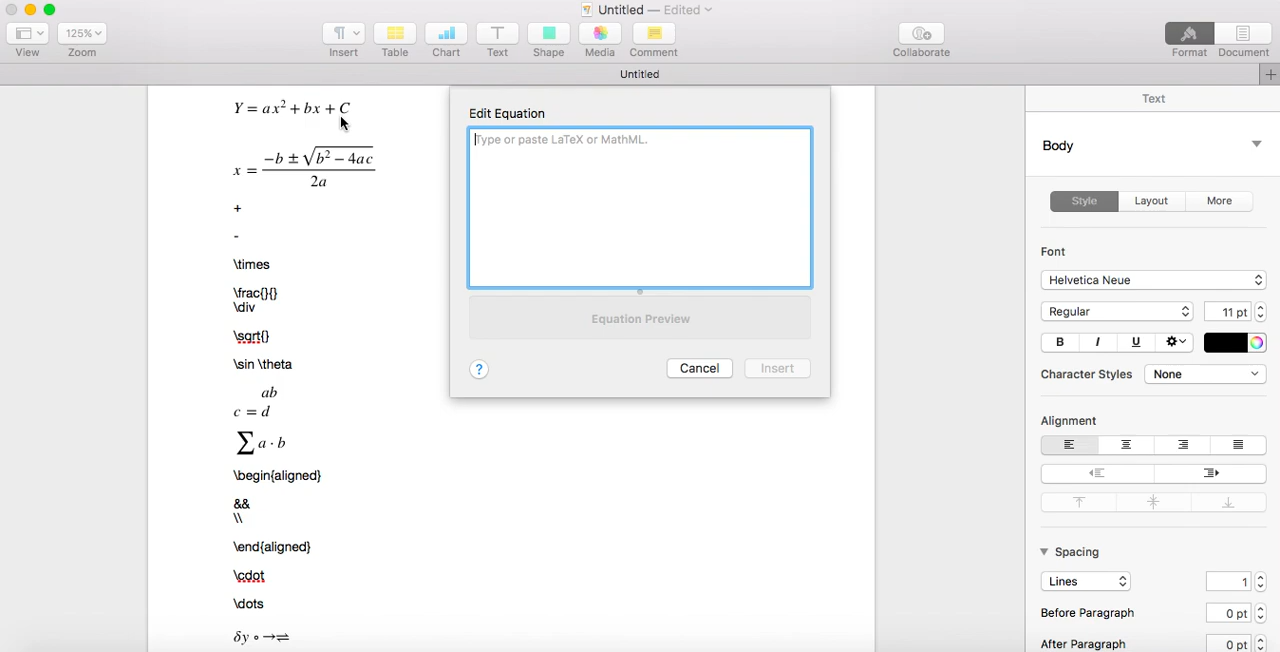 Untitled — Edited
125%
View
Zoom
Insert
Table
Chart
T
Text
Shape
Media
Comment
Collaborate
Format
Document
Untitled
+
Y = ax² + bx + C
x = \frac{-b ± √(b² − 4ac)}{2a}
+
-
\times
\frac{}{}
\div
\sqrt{}
\sin \theta
ab
c = d
∑ a · b
\begin{aligned}
&&
\\
\end{aligned}
\cdot
\dots
δy ∘ →⇌
Edit Equation
Type or paste LaTeX or MathML.
Equation Preview
?
Cancel
Insert
Text
Body
Style
Layout
More
Font
Helvetica Neue
Regular
11 pt
B
I
U
Character Styles
None
Alignment
Spacing
Lines
1
Before Paragraph
0 pt
After Paragraph
0 pt